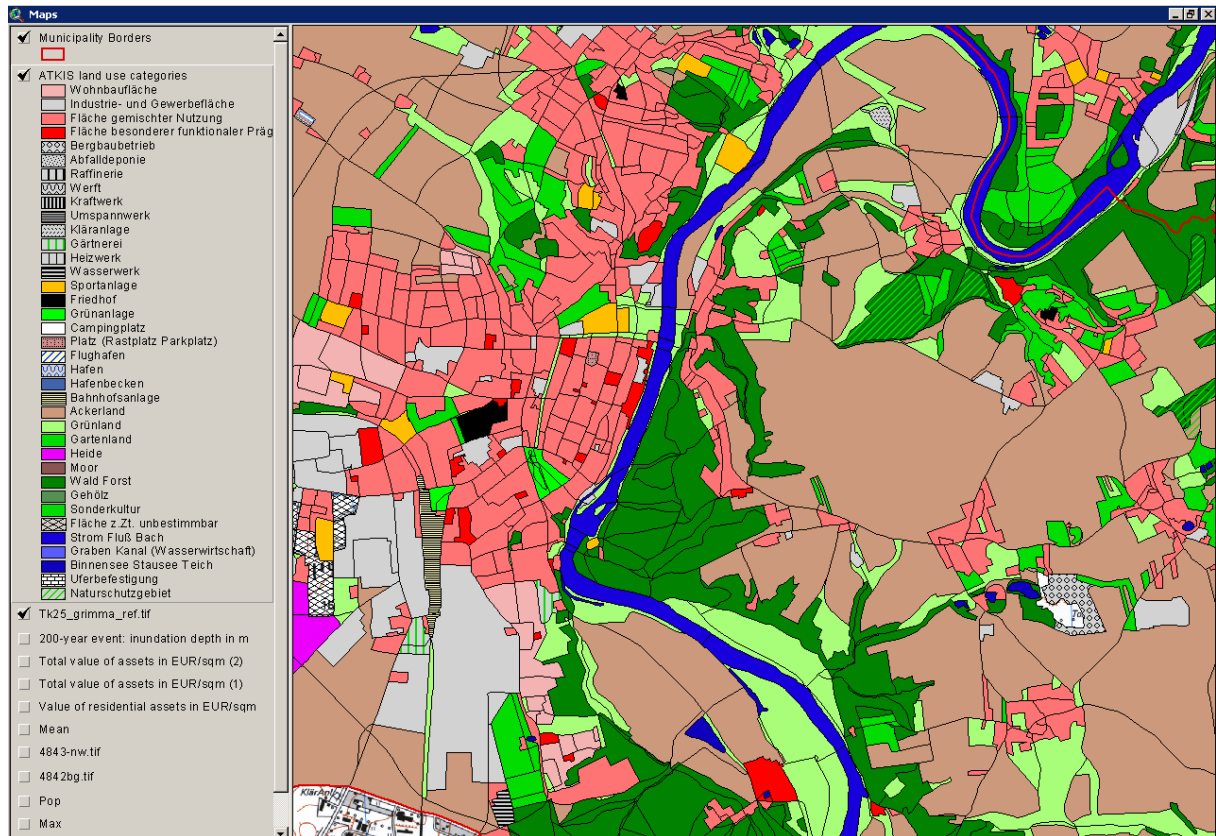 Maps
Municipality Borders
ATKIS land use categories
Wohnbaufläche
Industrie- und Gewerbefläche
Fläche gemischter Nutzung
Fläche besonderer funktionaler Präg
Bergbaubetrieb
Abfalldeponie
Raffinerie
Werft
Kraftwerk
Umspannwerk
Kläranlage
Gärtnerei
Heizwerk
Wasserwerk
Sportanlage
Friedhof
Grünanlage
Campingplatz
Platz (Rastplatz Parkplatz)
Flughafen
Hafen
Hafenbecken
Bahnhofsanlage
Ackerland
Grünland
Gartenland
Heide
Moor
Wald Forst
Gehölz
Sonderkultur
Fläche z.Zt. unbestimmbar
Strom Fluß Bach
Graben Kanal (Wasserwirtschaft)
Binnensee Stausee Teich
Uferbefestigung
Naturschutzgebiet
Tk25_grimma_ref.tif
200-year event: inundation depth in m
Total value of assets in EUR/sqm (2)
Total value of assets in EUR/sqm (1)
Value of residential assets in EUR/sqm
Mean
4843-nw.tif
4842bg.tif
Pop
Max